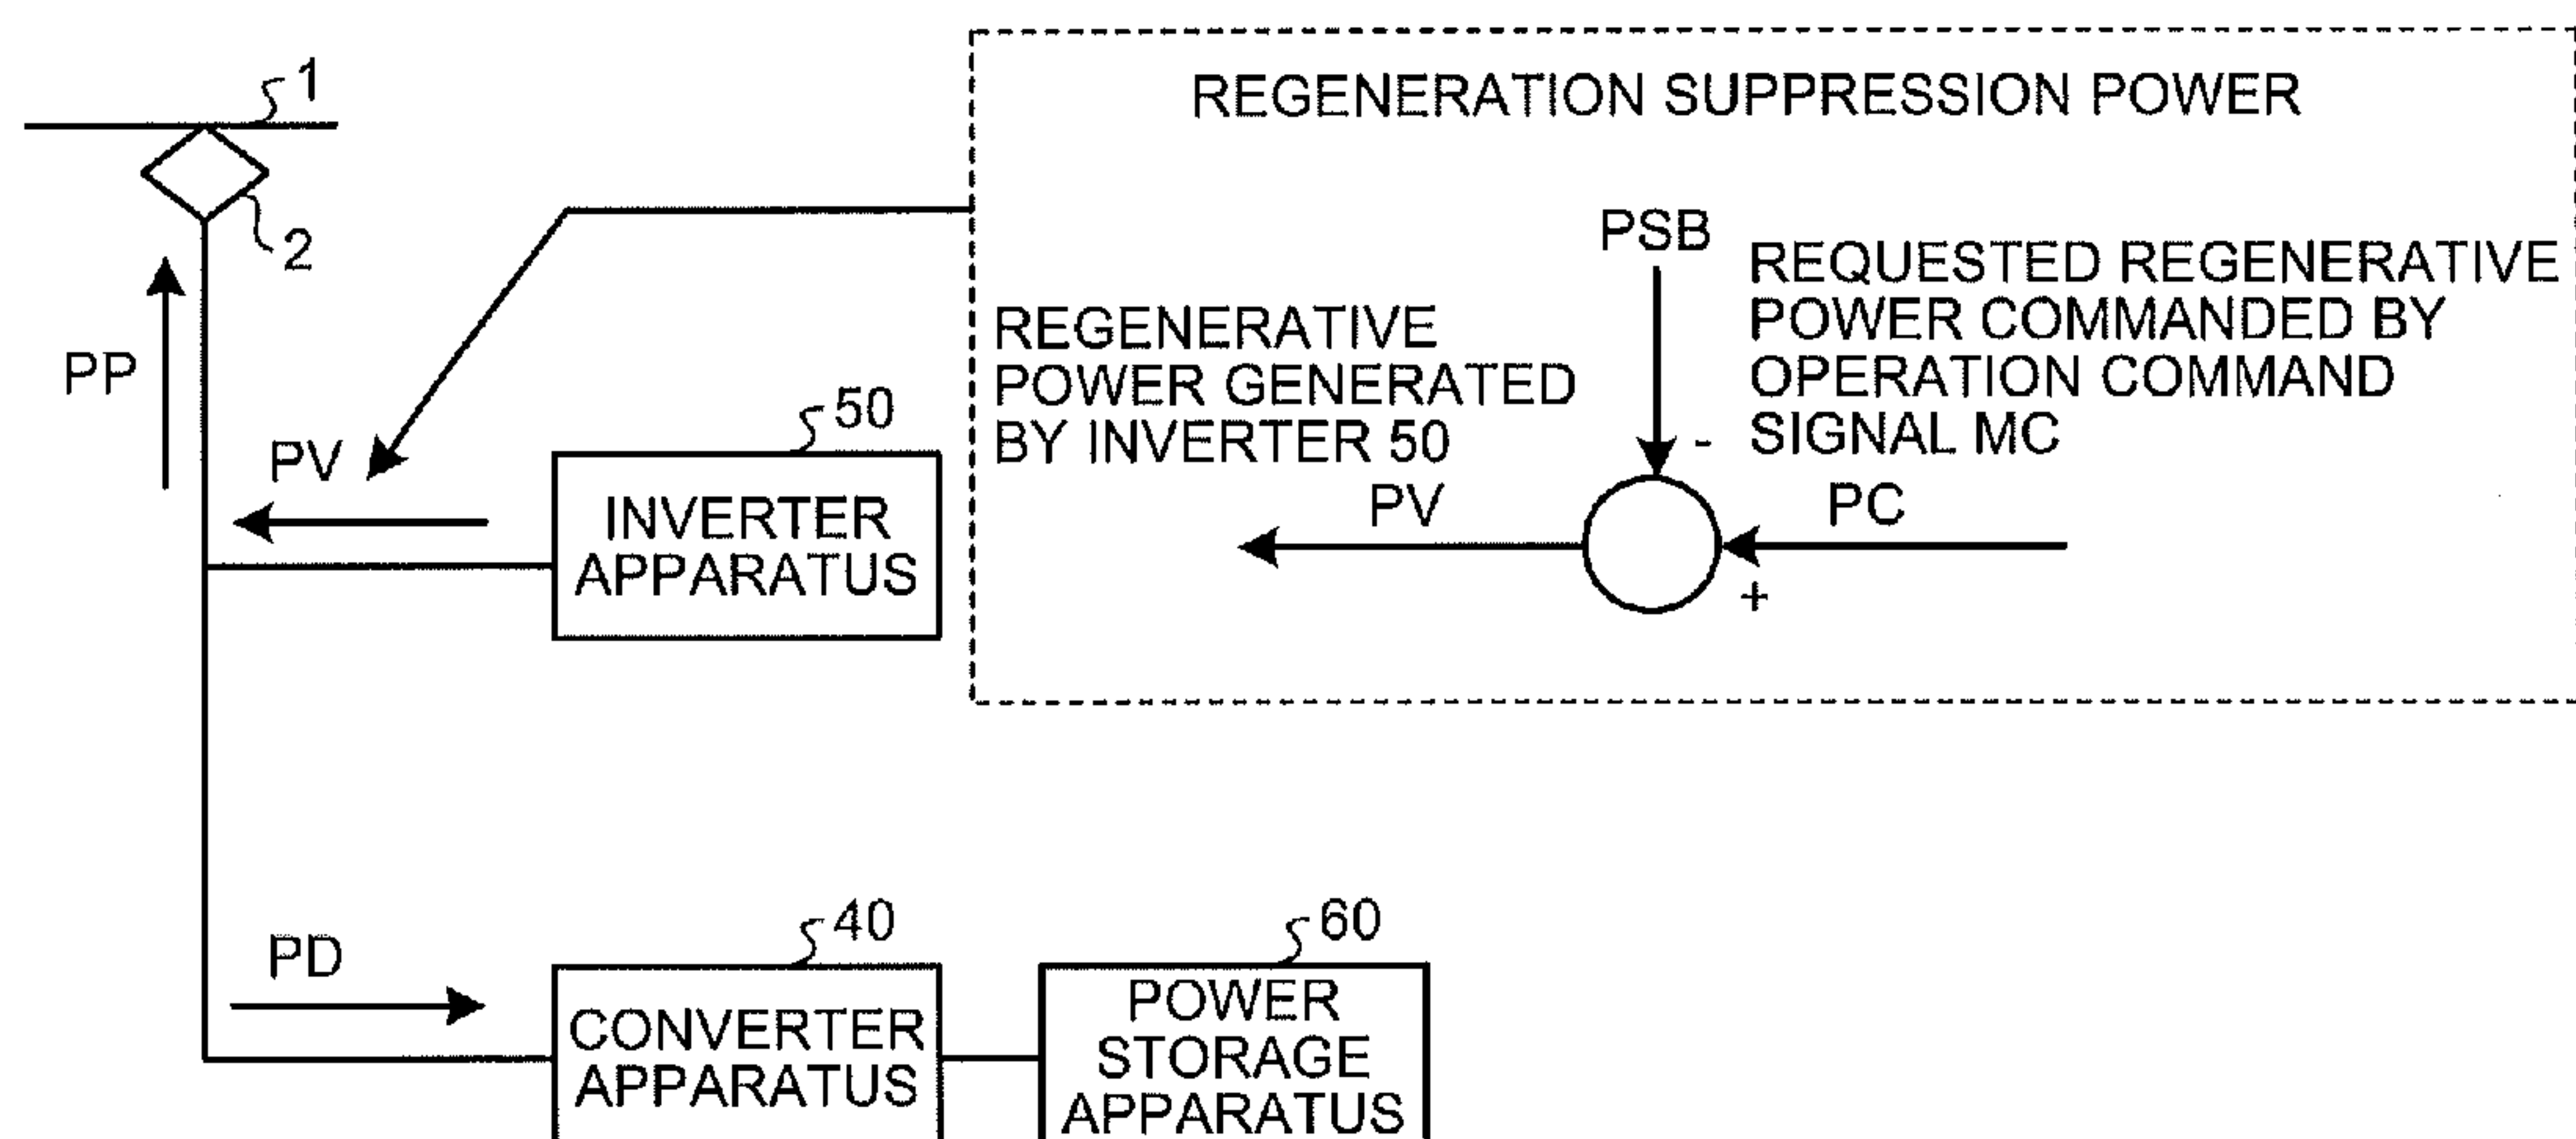 1
2
PP
PV
50
INVERTER
APPARATUS
REGENERATION SUPPRESSION POWER
PSB
REQUESTED REGENERATIVE
POWER COMMANDED BY
OPERATION COMMAND
SIGNAL MC
REGENERATIVE
POWER GENERATED
BY INVERTER 50
-
PV
PC
+
PD
40
CONVERTER
APPARATUS
60
POWER
STORAGE
APPARATUS